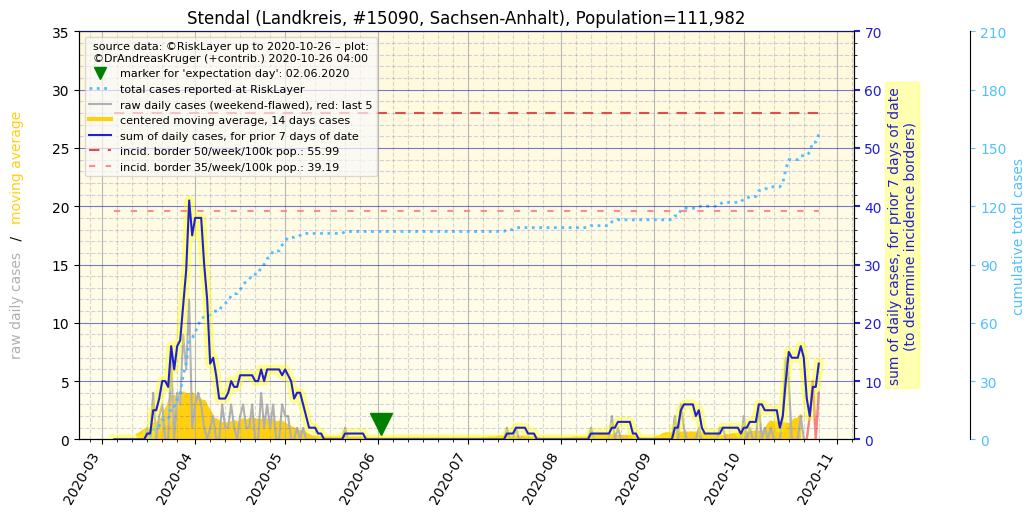 Stendal (Landkreis, #15090, Sachsen-Anhalt), Population=111,982
source data: ©RiskLayer up to 2020-10-26 – plot:
©DrAndreasKruger (+contrib.) 2020-10-26 04:00
marker for 'expectation day': 02.06.2020
total cases reported at RiskLayer
raw daily cases (weekend-flawed), red: last 5
centered moving average, 14 days cases
sum of daily cases, for prior 7 days of date
incid. border 50/week/100k pop.: 55.99
incid. border 35/week/100k pop.: 39.19
raw daily cases / moving average
35
30
25
20
15
10
5
0
70
60
50
40
30
20
10
0
sum of daily cases, for prior 7 days of date
(to determine incidence borders)
210
180
150
120
90
60
30
0
cumulative total cases
2020-03
2020-04
2020-05
2020-06
2020-07
2020-08
2020-09
2020-10
2020-11